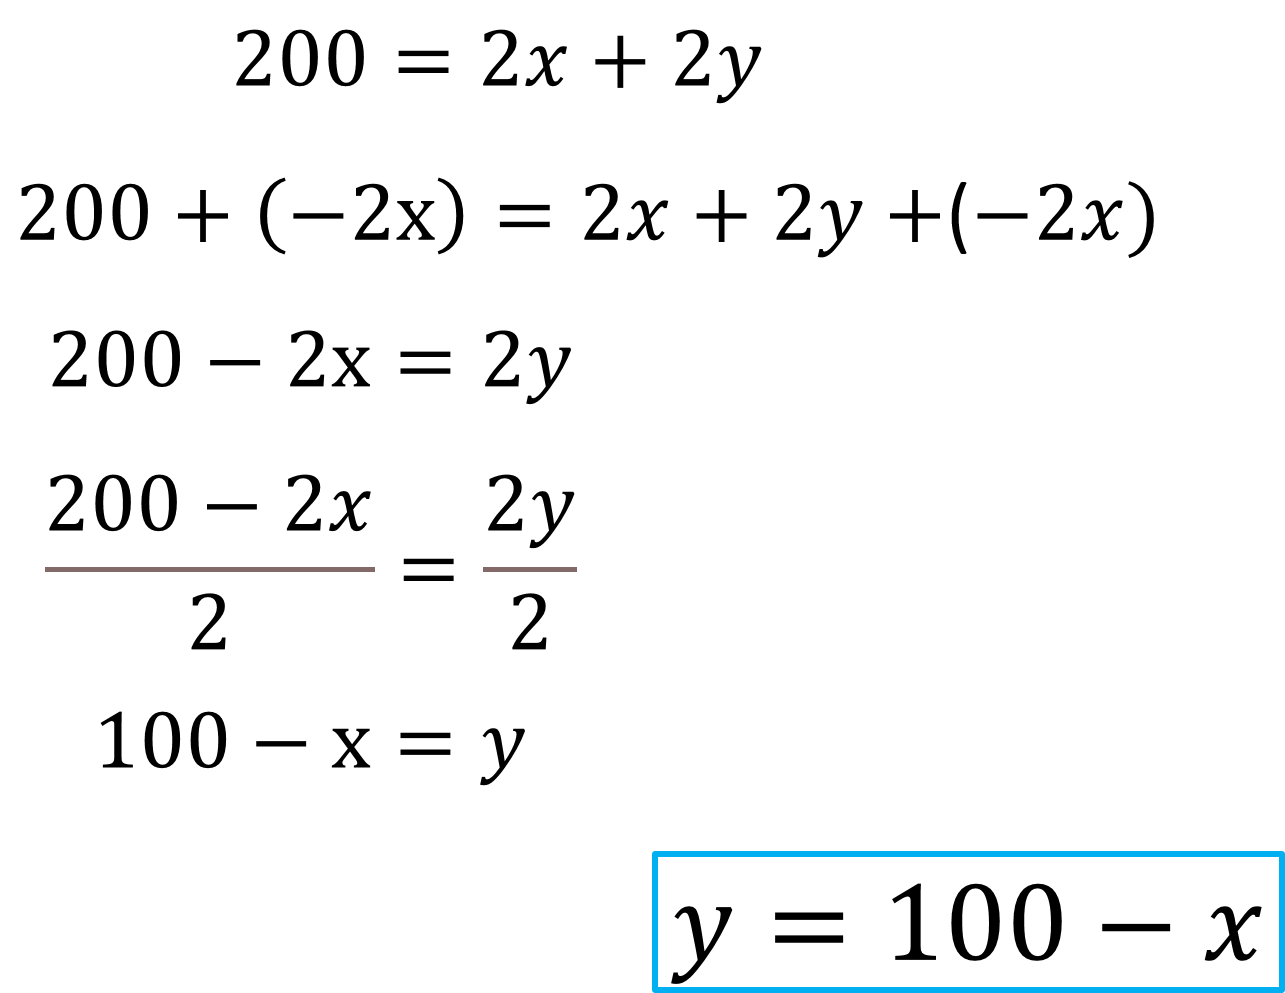 200 = 2x + 2y
200 + (−2x) = 2x + 2y +(−2x)
200 − 2x = 2y
200 − 2x / 2 = 2y / 2
100 − x = y
y = 100 − x